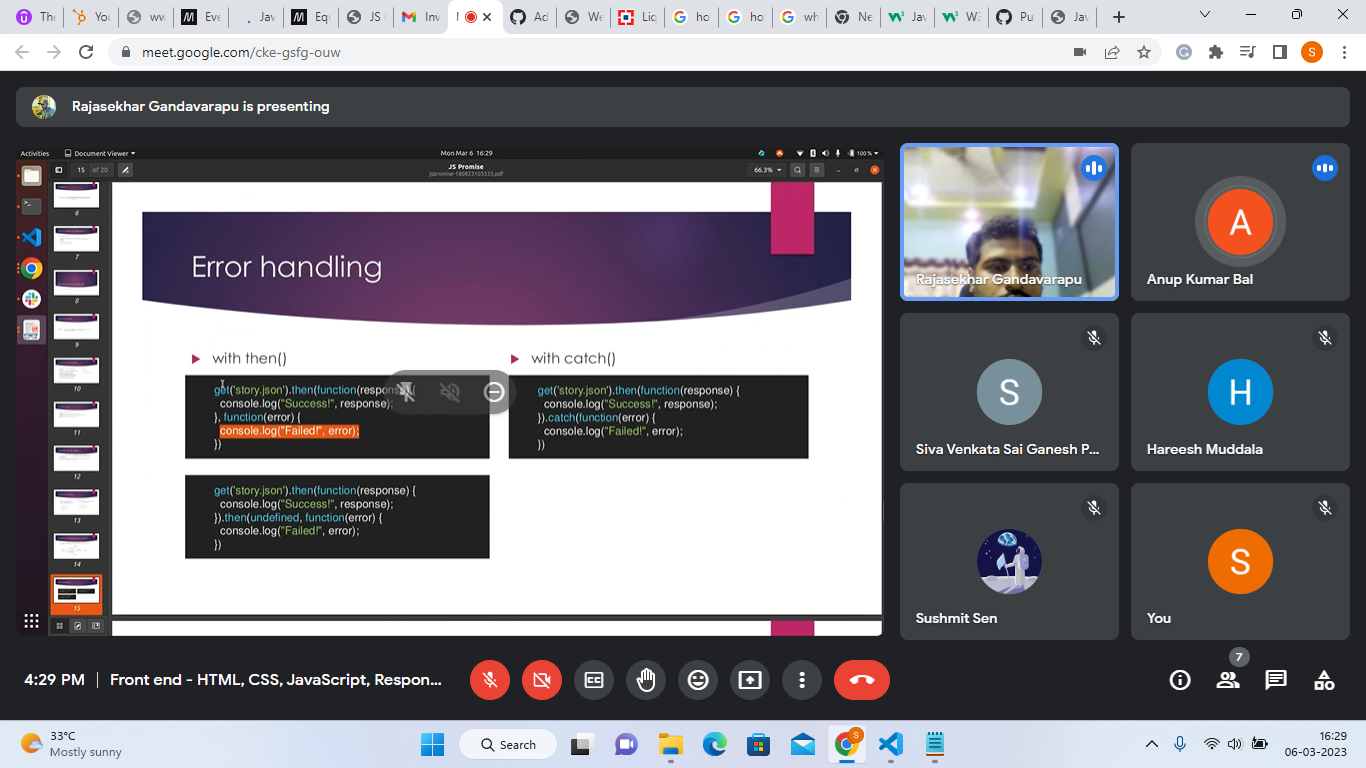 The
You
ww
Eve
Jav
Equ
JS (
Inv
Ad
We
Liq
ho
ho
wh
Ne
Jav
W3
Pu
Jav
meet.google.com/cke-gsfg-ouw
S
Rajasekhar Gandavarapu is presenting
Activities
Document Viewer
Mon Mar 6 16:29
100 %
15 of 20
JS Promise
jspromise-190823103333.pdf
66.3%
6
7
8
9
10
11
12
13
14
15
Error handling
with then()
get('story.json').then(function(response) {
console.log("Success!", response);
}, function(error) {
console.log("Failed!", error);
})
get('story.json').then(function(response) {
console.log("Success!", response);
}).then(undefined, function(error) {
console.log("Failed!", error);
})
with catch()
get('story.json').then(function(response) {
console.log("Success!", response);
}).catch(function(error) {
console.log("Failed!", error);
})
Rajasekhar Gandavarapu
A
Anup Kumar Bal
S
Siva Venkata Sai Ganesh P...
H
Hareesh Muddala
Sushmit Sen
S
You
4:29 PM | Front end - HTML, CSS, JavaScript, Respon...
7
33°C
Mostly sunny
Search
S
16:29
06-03-2023